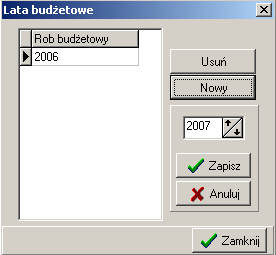 Lata budżetowe
Rob budżetowy
2006
Usuń
Nowy
2007
Zapisz
Anuluj
Zamknij